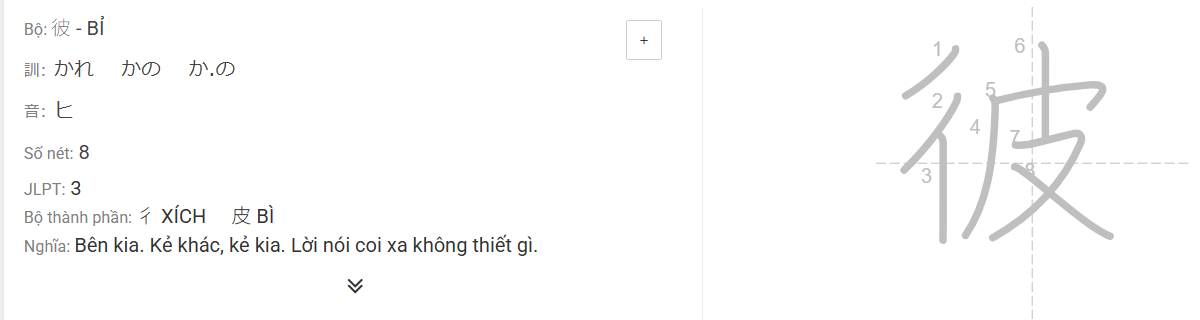 Bộ: 彼 - BỈ
+
訓: かれ かの か.の
音: ヒ
Số nét: 8
JLPT: 3
Bộ thành phần: 彳 XÍCH 皮 BÌ
Nghĩa: Bên kia. Kẻ khác, kẻ kia. Lời nói coi xa không thiết gì.
彼
1
2
3
4
5
6
7
8